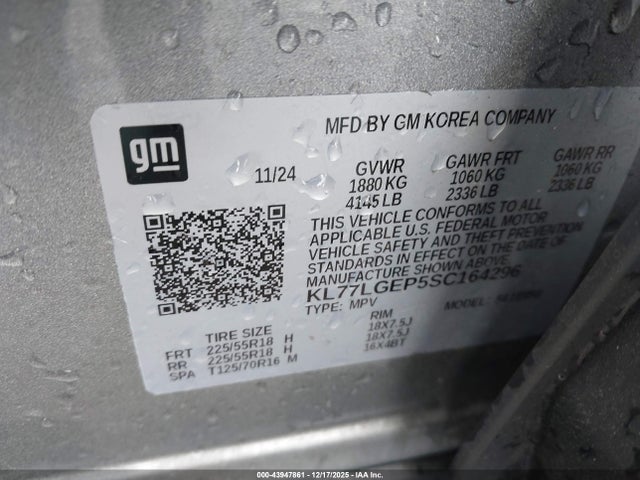 MFD BY GM KOREA COMPANY
gm
11/24
GVWR GAWR FRT GAWR RR
1880 KG 1060 KG 1060 KG
4145 LB 2336 LB 2336 LB
THIS VEHICLE CONFORMS TO ALL
APPLICABLE U.S. FEDERAL MOTOR
VEHICLE SAFETY AND THEFT PREVENTION
STANDARDS IN EFFECT ON THE DATE OF
MANUFACTURE SHOWN ABOVE.
KL77LGEP5SC164296
TYPE: MPV MODEL:
TIRE SIZE RIM
FRT 225/55R18 H 18X7.5J
RR 225/55R18 H 18X7.5J
SPA T125/70R16 M 16X4BT
000-43947861 - 12/17/2025 - IAA Inc.